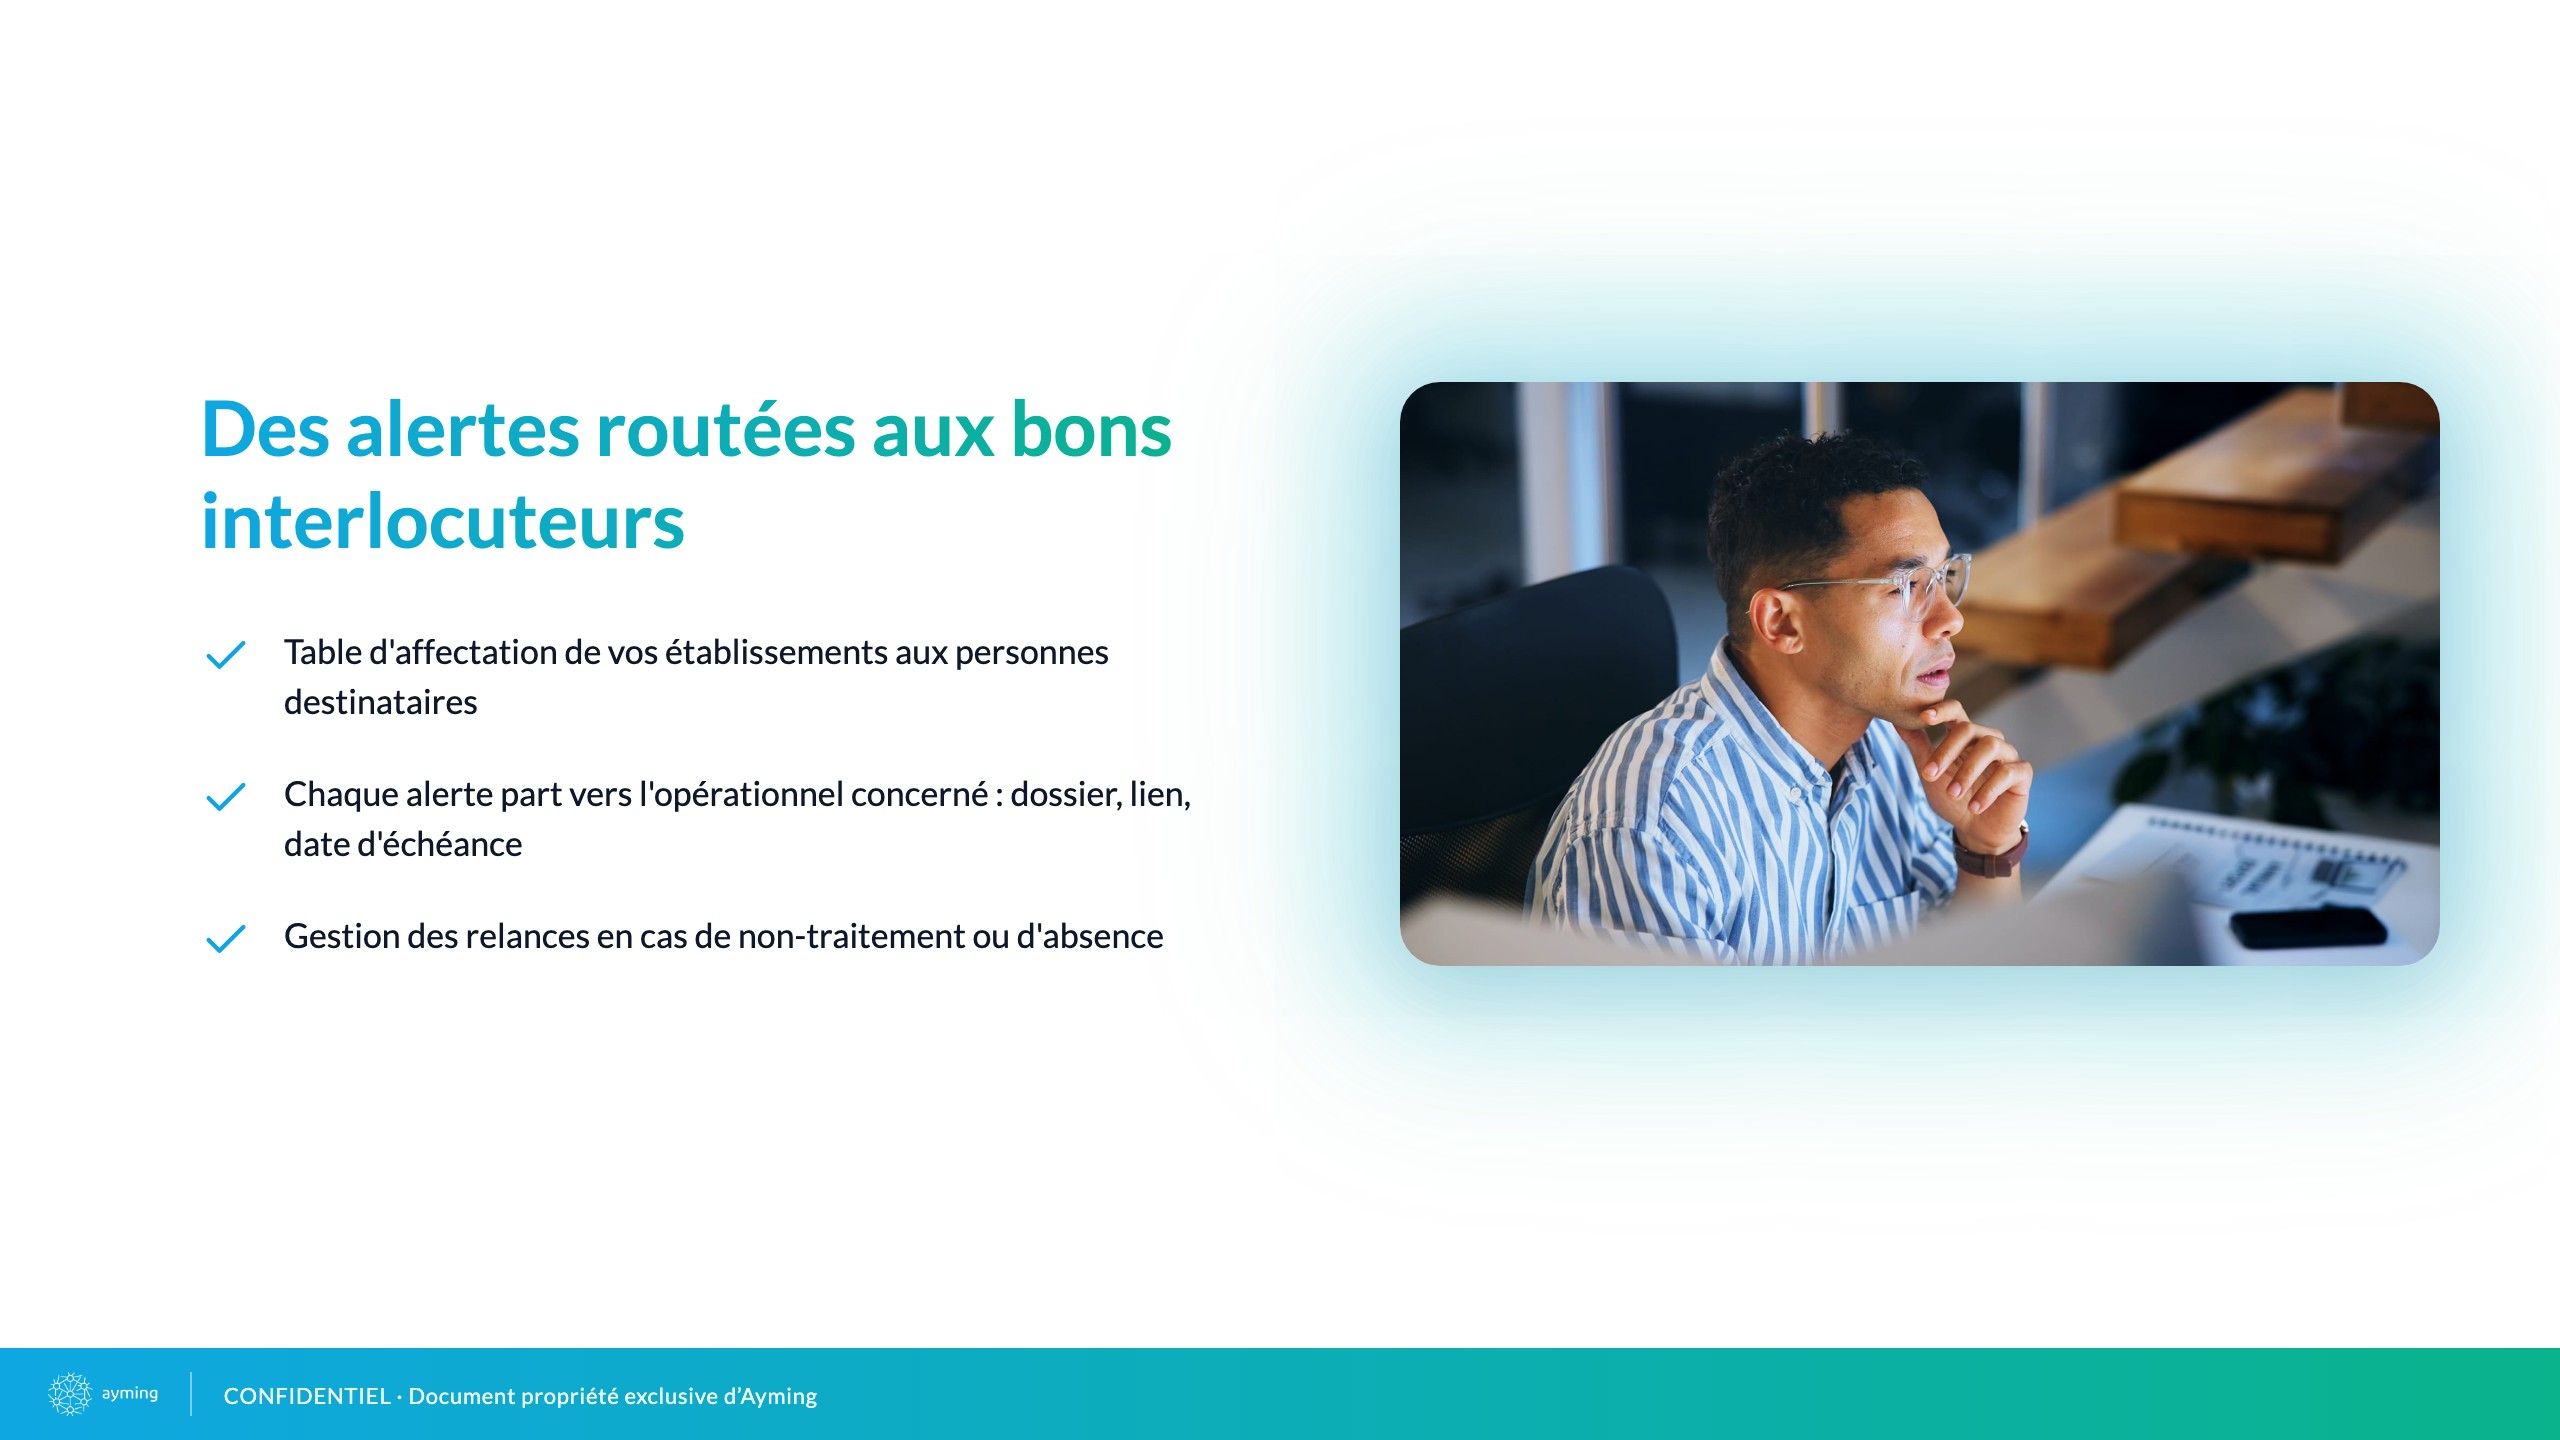 Des alertes routées aux bons
interlocuteurs
Table d'affectation de vos établissements aux personnes
destinataires
Chaque alerte part vers l'opérationnel concerné : dossier, lien,
date d'échéance
Gestion des relances en cas de non-traitement ou d'absence
ayming
CONFIDENTIEL · Document propriété exclusive d’Ayming